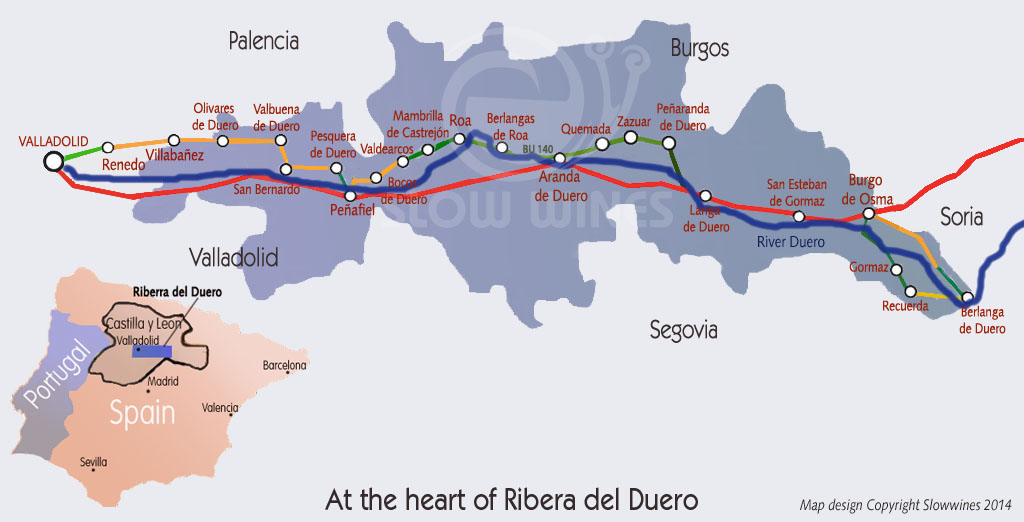 Palencia
Burgos
SLOW WINES
VALLADOLID
Renedo
Villabañez
Olivares
de Duero
Valbuena
de Duero
San Bernardo
Pesquera
de Duero
Peñafiel
Bocos
de Duero
Valdearcos
Mambrilla
de Castrejón
Roa
Berlangas
de Roa
BU 140
Aranda
de Duero
Quemada
Zazuar
Peñaranda
de Duero
Langa
de Duero
San Esteban
de Gormaz
River Duero
Burgo
de Osma
Soria
Gormaz
Recuerda
Berlanga
de Duero
Valladolid
Segovia
Riberra del Duero
Castilla y Leon
Valladolid
Madrid
Portugal
Spain
Barcelona
Valencia
Sevilla
At the heart of Ribera del Duero
Map design Copyright Slowwines 2014